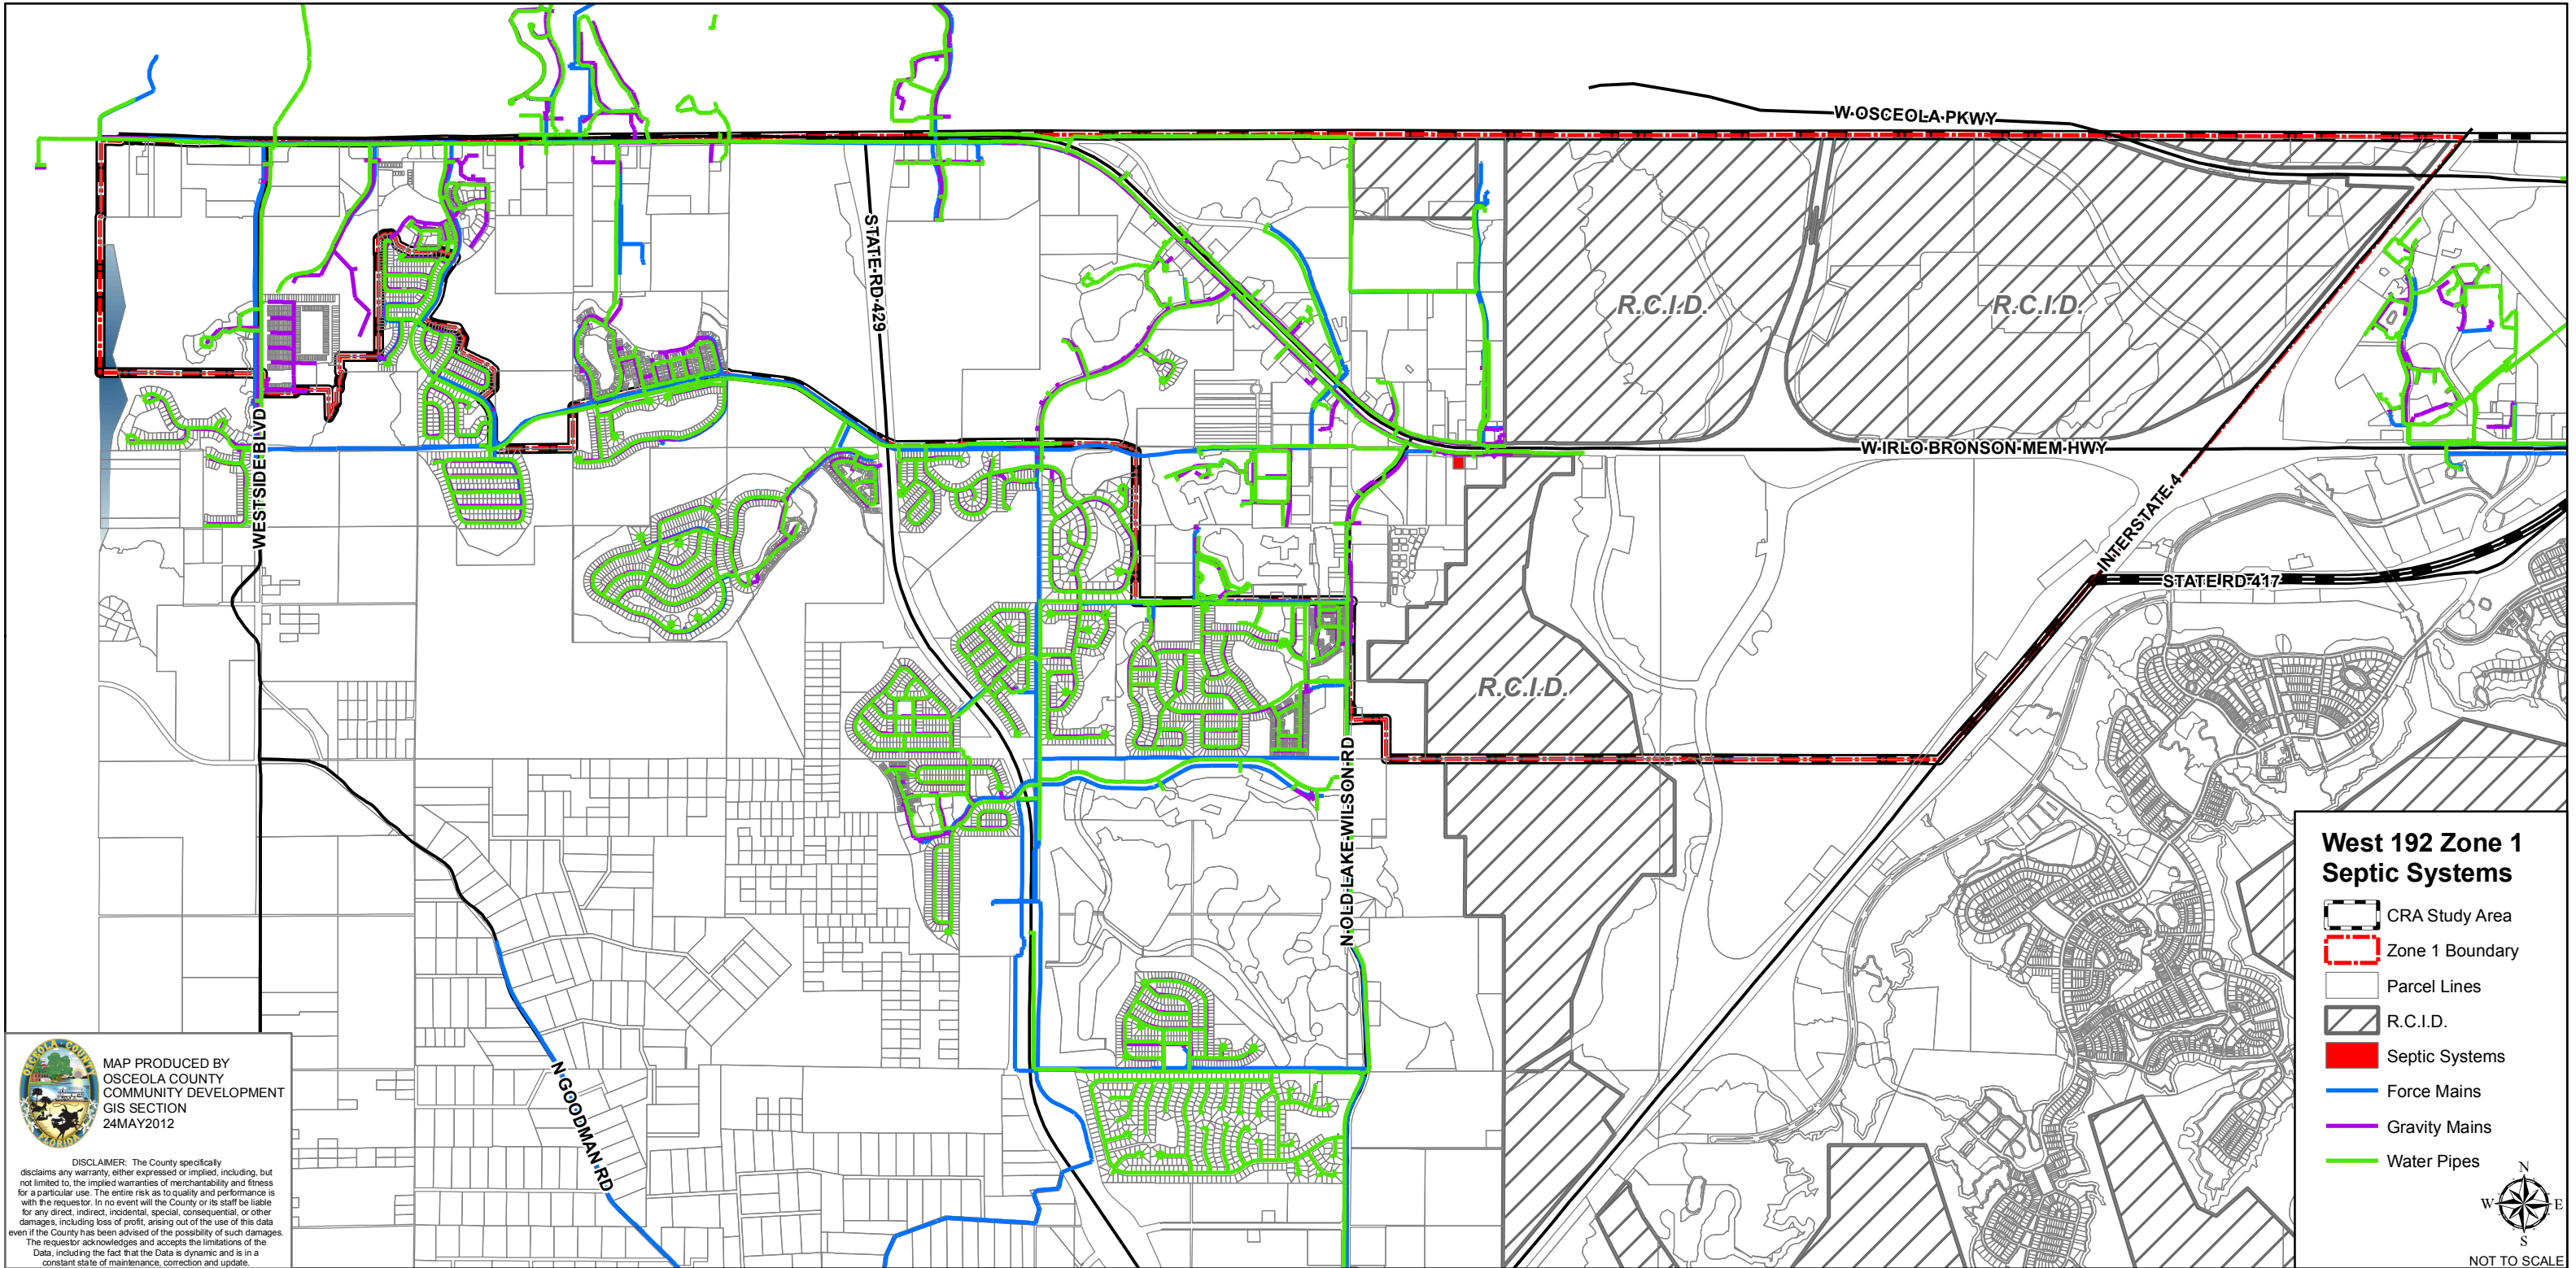 W OSCEOLA PKWY
STATE RD 429
R.C.I.D.
R.C.I.D.
W IRLO BRONSON MEM HWY
WESTSIDE BLVD
INTERSTATE 4
STATE RD 417
R.C.I.D.
N OLD LAKE WILSON RD
N GOODMAN RD
West 192 Zone 1
Septic Systems
CRA Study Area
Zone 1 Boundary
Parcel Lines
R.C.I.D.
Septic Systems
Force Mains
Gravity Mains
Water Pipes
N
W E
S
NOT TO SCALE
OSCEOLA COUNTY
FLORIDA
MAP PRODUCED BY
OSCEOLA COUNTY
COMMUNITY DEVELOPMENT
GIS SECTION
24MAY2012
DISCLAIMER: The County specifically
disclaims any warranty, either expressed or implied, including, but
not limited to, the implied warranties of merchantability and fitness
for a particular use. The entire risk as to quality and performance is
with the requestor. In no event will the County or its staff be liable
for any direct, indirect, incidental, special, consequential, or other
damages, including loss of profit, arising out of the use of this data
even if the County has been advised of the possibility of such damages.
The requestor acknowledges and accepts the limitations of the
Data, including the fact that the Data is dynamic and is in a
constant state of maintenance, correction and update.